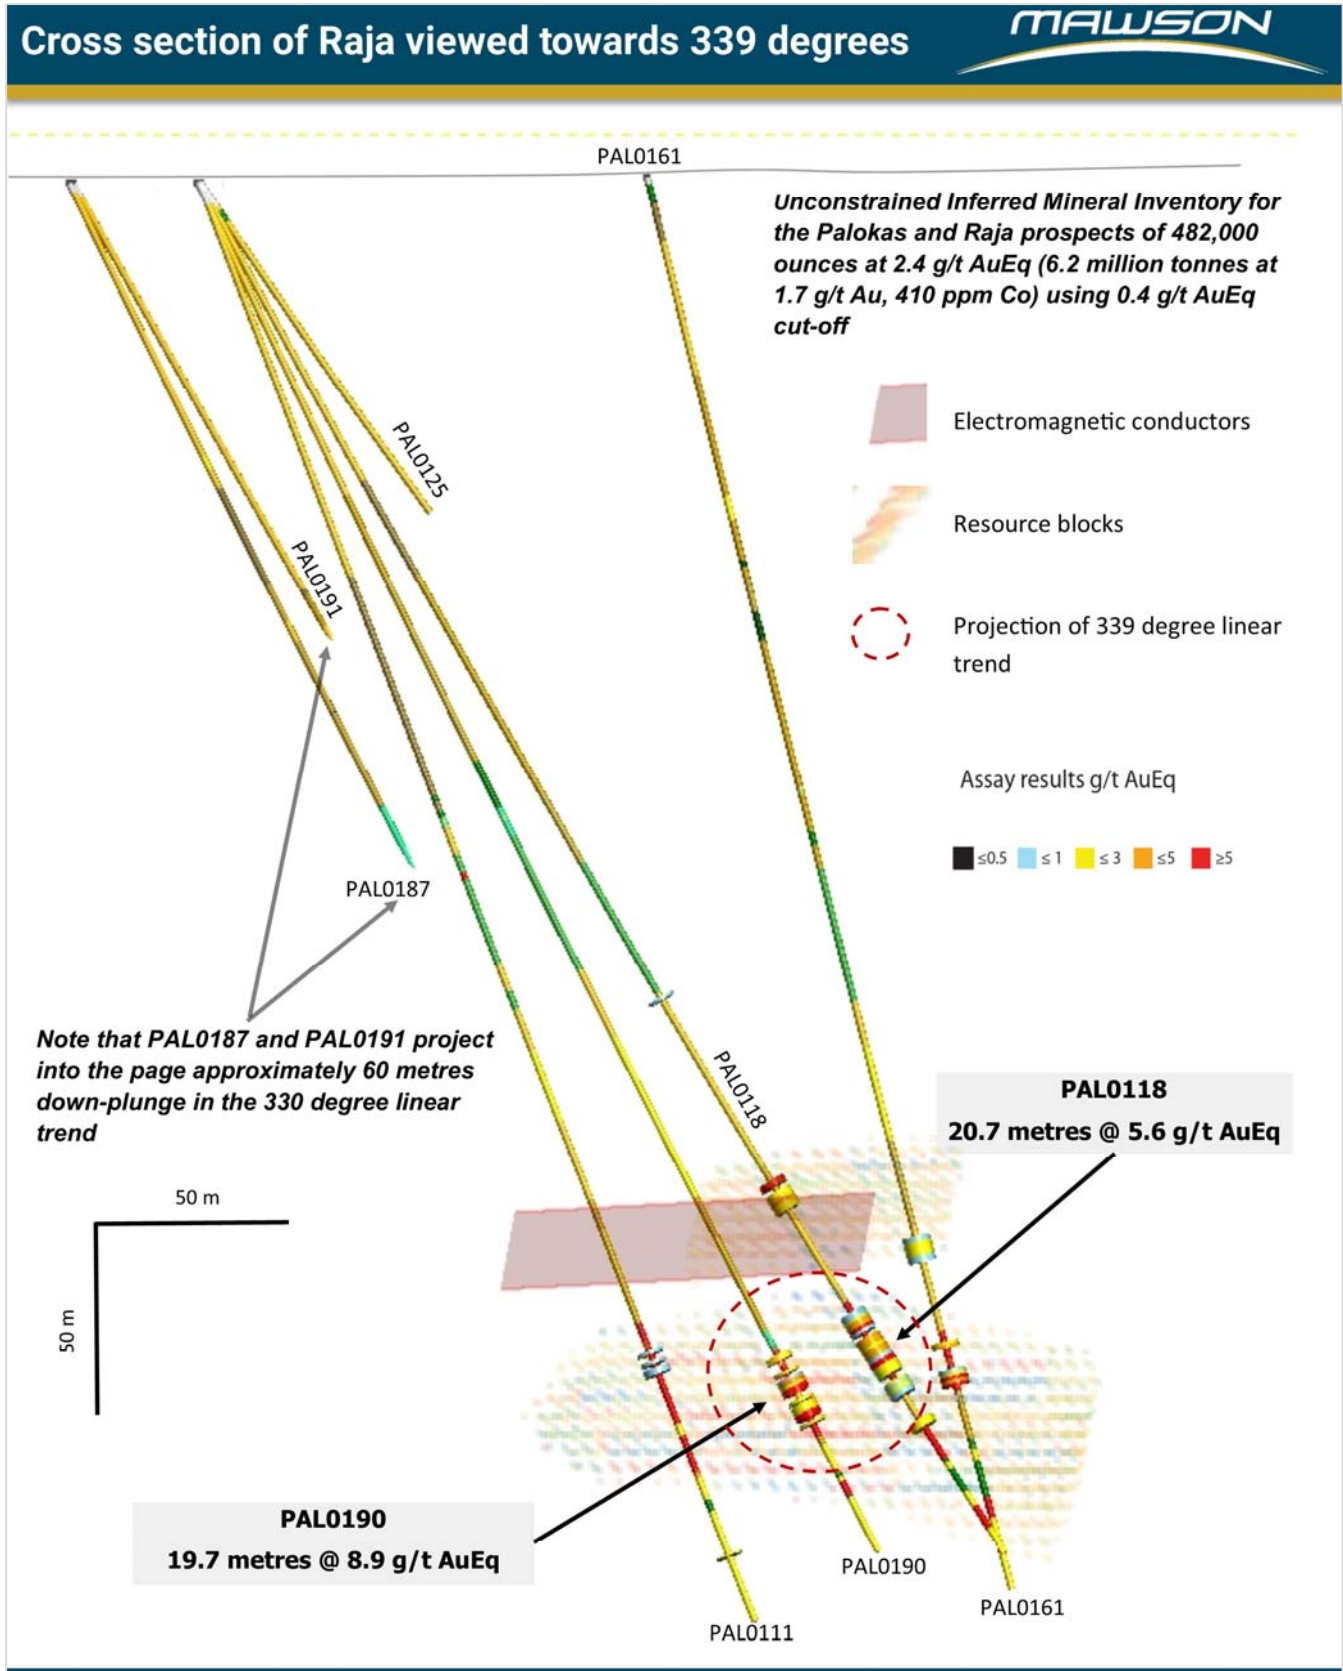 Cross section of Raja viewed towards 339 degrees
MAWSON
PAL0161
Unconstrained Inferred Mineral Inventory for
the Palokas and Raja prospects of 482,000
ounces at 2.4 g/t AuEq (6.2 million tonnes at
1.7 g/t Au, 410 ppm Co) using 0.4 g/t AuEq
cut-off
Electromagnetic conductors
Resource blocks
Projection of 339 degree linear
trend
Assay results g/t AuEq
≤0.5 ≤ 1 ≤ 3 ≤5 ≥5
PAL0125
PAL0191
PAL0187
Note that PAL0187 and PAL0191 project
into the page approximately 60 metres
down-plunge in the 330 degree linear
trend
PAL0118
PAL0118
20.7 metres @ 5.6 g/t AuEq
50 m
50 m
PAL0190
19.7 metres @ 8.9 g/t AuEq
PAL0190
PAL0161
PAL0111